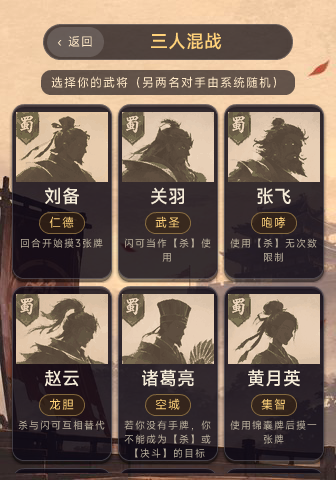 ‹ 返回
三人混战
选择你的武将（另两名对手由系统随机）
蜀
刘备
仁德
回合开始摸3张牌
蜀
关羽
武圣
闪可当作【杀】使
用
蜀
张飞
咆哮
使用【杀】无次数
限制
蜀
赵云
龙胆
杀与闪可互相替代
蜀
诸葛亮
空城
若你没有手牌，你
不能成为【杀】或
【决斗】的目标
蜀
黄月英
集智
使用锦囊牌后摸一
张牌